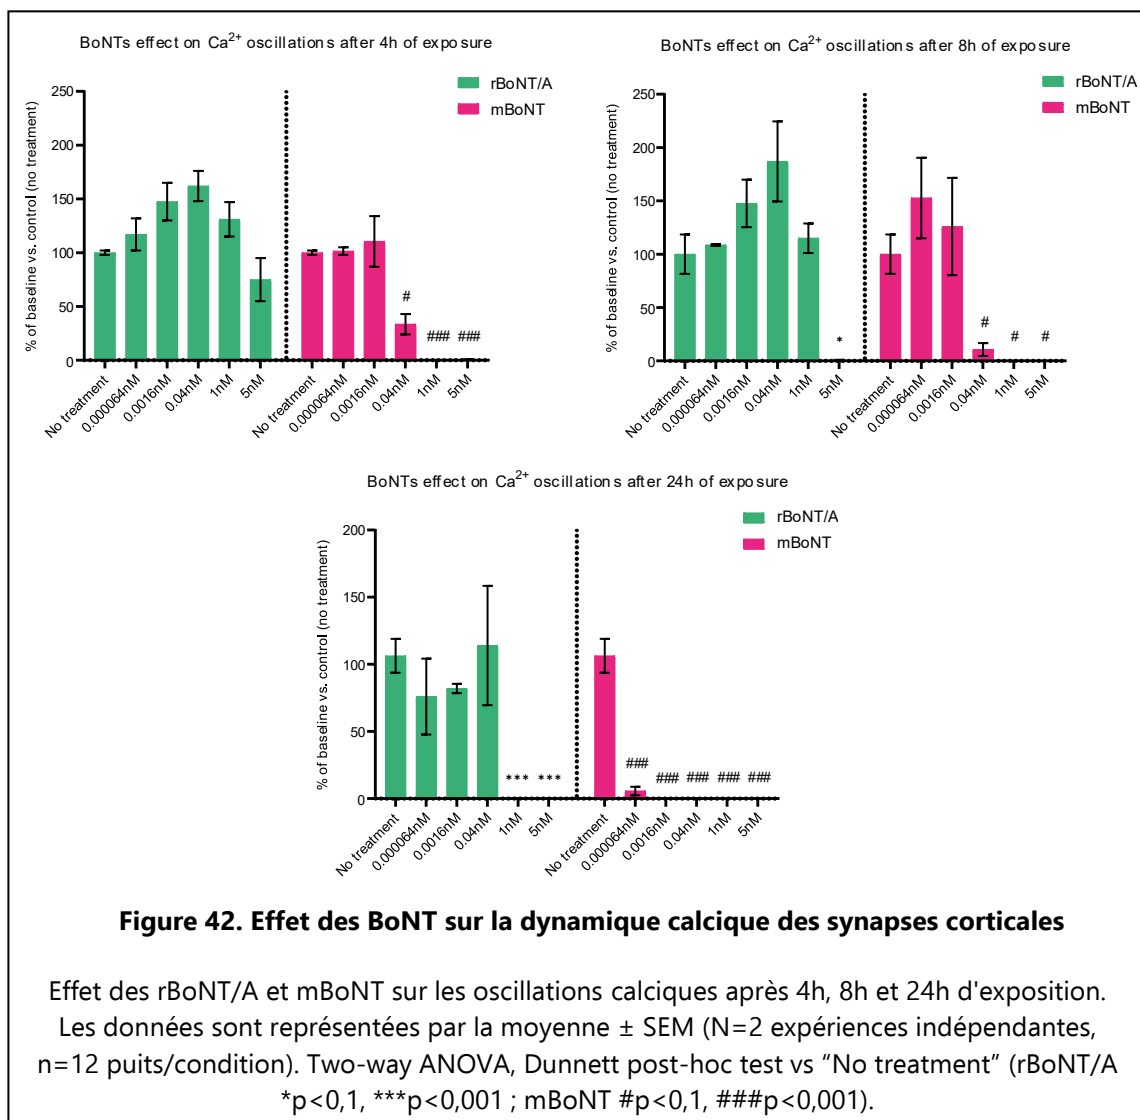 BoNTs effect on Ca2+ oscillations after 4h of exposure
rBoNT/A
mBoNT
% of baseline vs. control (no treatment)
250
200
150
100
50
0
#
###
###
No treatment
0.000064nM
0.0016nM
0.04nM
1nM
5nM
No treatment
0.000064nM
0.0016nM
0.04nM
1nM
5nM
BoNTs effect on Ca2+ oscillations after 8h of exposure
rBoNT/A
mBoNT
% of baseline vs. control (no treatment)
250
200
150
100
50
0
*
#
#
#
No treatment
0.000064nM
0.0016nM
0.04nM
1nM
5nM
No treatment
0.000064nM
0.0016nM
0.04nM
1nM
5nM
BoNTs effect on Ca2+ oscillations after 24h of exposure
rBoNT/A
mBoNT
% of baseline vs. control (no treatment)
200
150
100
50
0
***
***
###
###
###
###
###
No treatment
0.000064nM
0.0016nM
0.04nM
1nM
5nM
No treatment
0.000064nM
0.0016nM
0.04nM
1nM
5nM
Figure 42. Effet des BoNT sur la dynamique calcique des synapses corticales
Effet des rBoNT/A et mBoNT sur les oscillations calciques après 4h, 8h et 24h d'exposition.
Les données sont représentées par la moyenne ± SEM (N=2 expériences indépendantes,
n=12 puits/condition). Two-way ANOVA, Dunnett post-hoc test vs “No treatment” (rBoNT/A
*p<0,1, ***p<0,001 ; mBoNT #p<0,1, ###p<0,001).